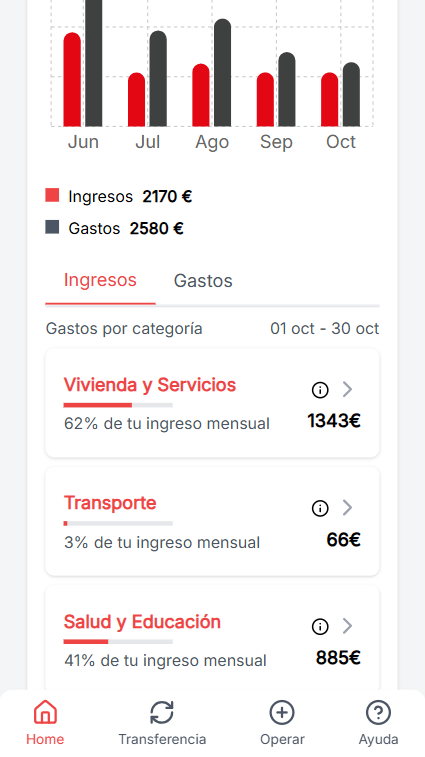 Jun Jul Ago Sep Oct
Ingresos 2170 €
Gastos 2580 €
Ingresos Gastos
Gastos por categoría 01 oct - 30 oct
Vivienda y Servicios
62% de tu ingreso mensual 1343€
Transporte
3% de tu ingreso mensual 66€
Salud y Educación
41% de tu ingreso mensual 885€
Home Transferencia Operar Ayuda